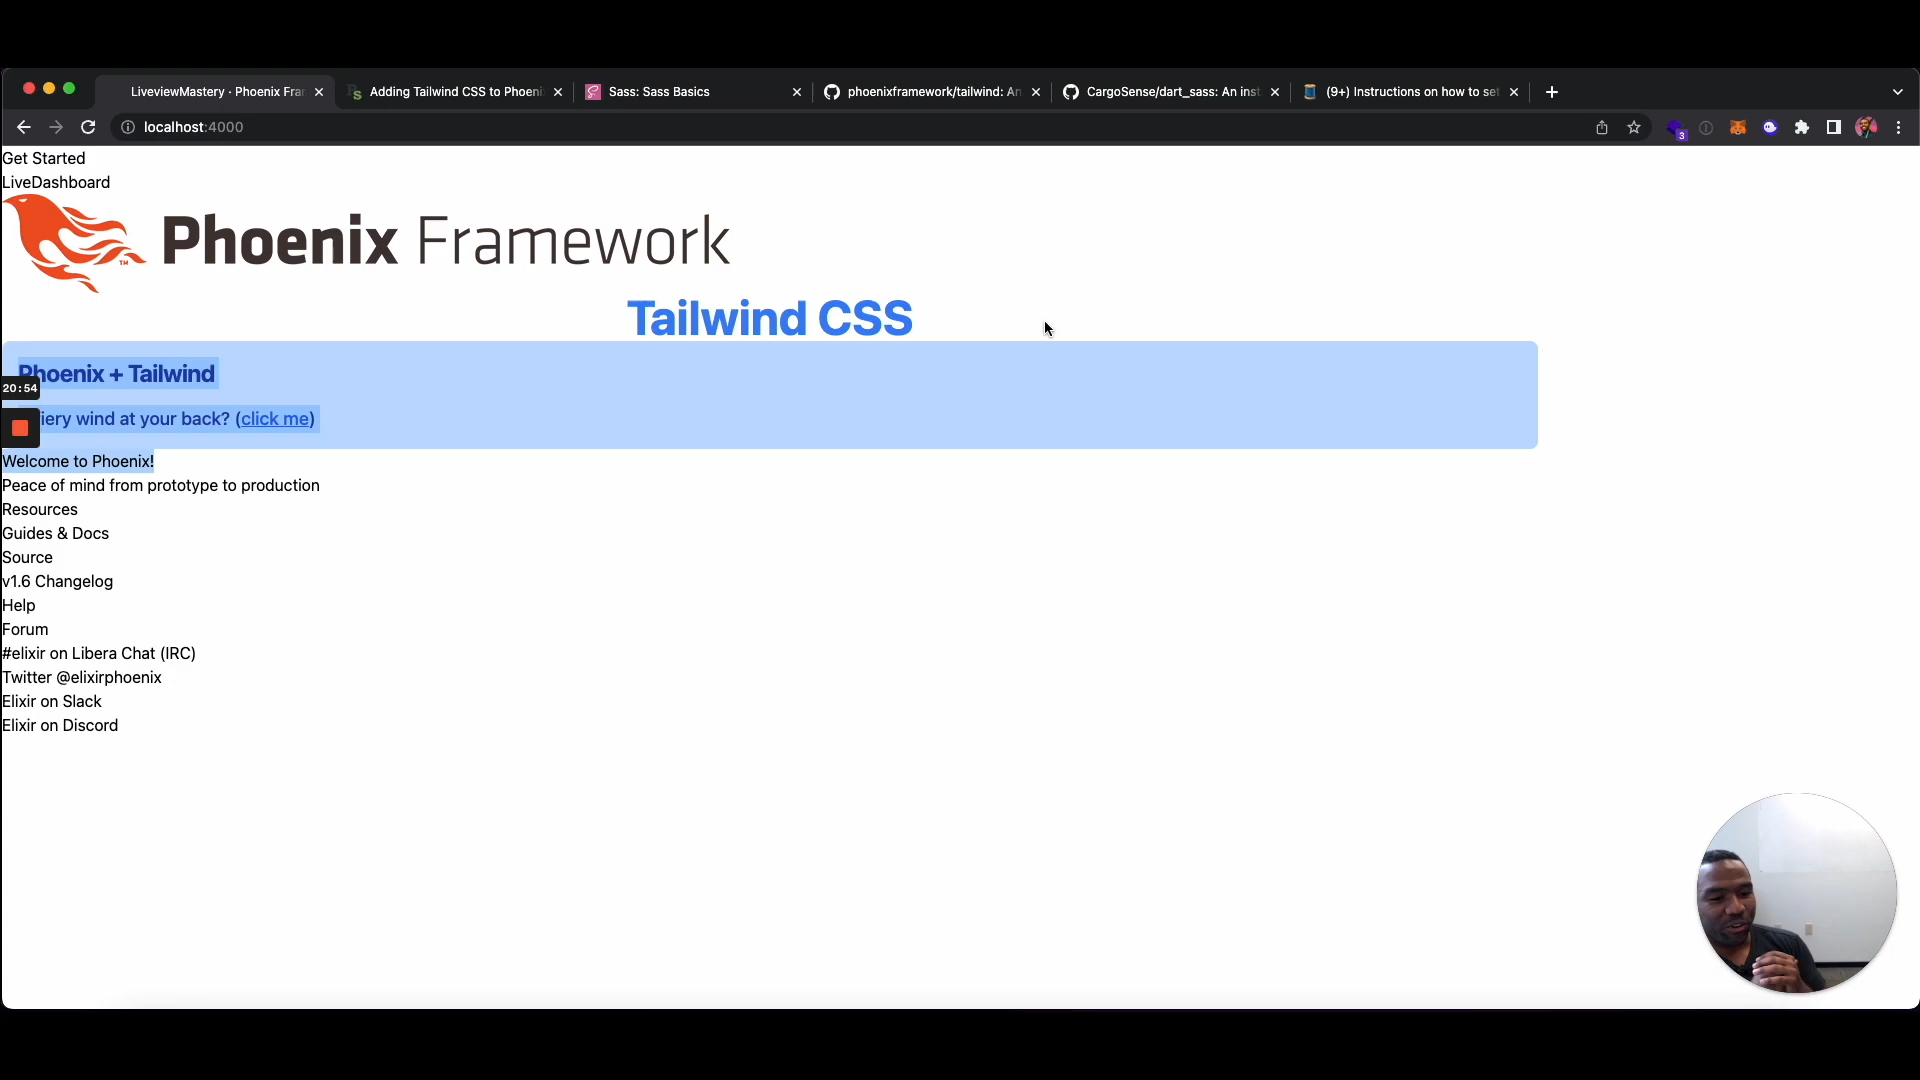 LiveviewMastery · Phoenix Fra
Adding Tailwind CSS to Phoeni
Sass: Sass Basics
phoenixframework/tailwind: An
CargoSense/dart_sass: An inst
(9+) Instructions on how to set
localhost:4000
3
Get Started
LiveDashboard
Phoenix Framework
TM
Tailwind CSS
Phoenix + Tailwind
20:54
iery wind at your back? (click me)
Welcome to Phoenix!
Peace of mind from prototype to production
Resources
Guides & Docs
Source
v1.6 Changelog
Help
Forum
#elixir on Libera Chat (IRC)
Twitter @elixirphoenix
Elixir on Slack
Elixir on Discord